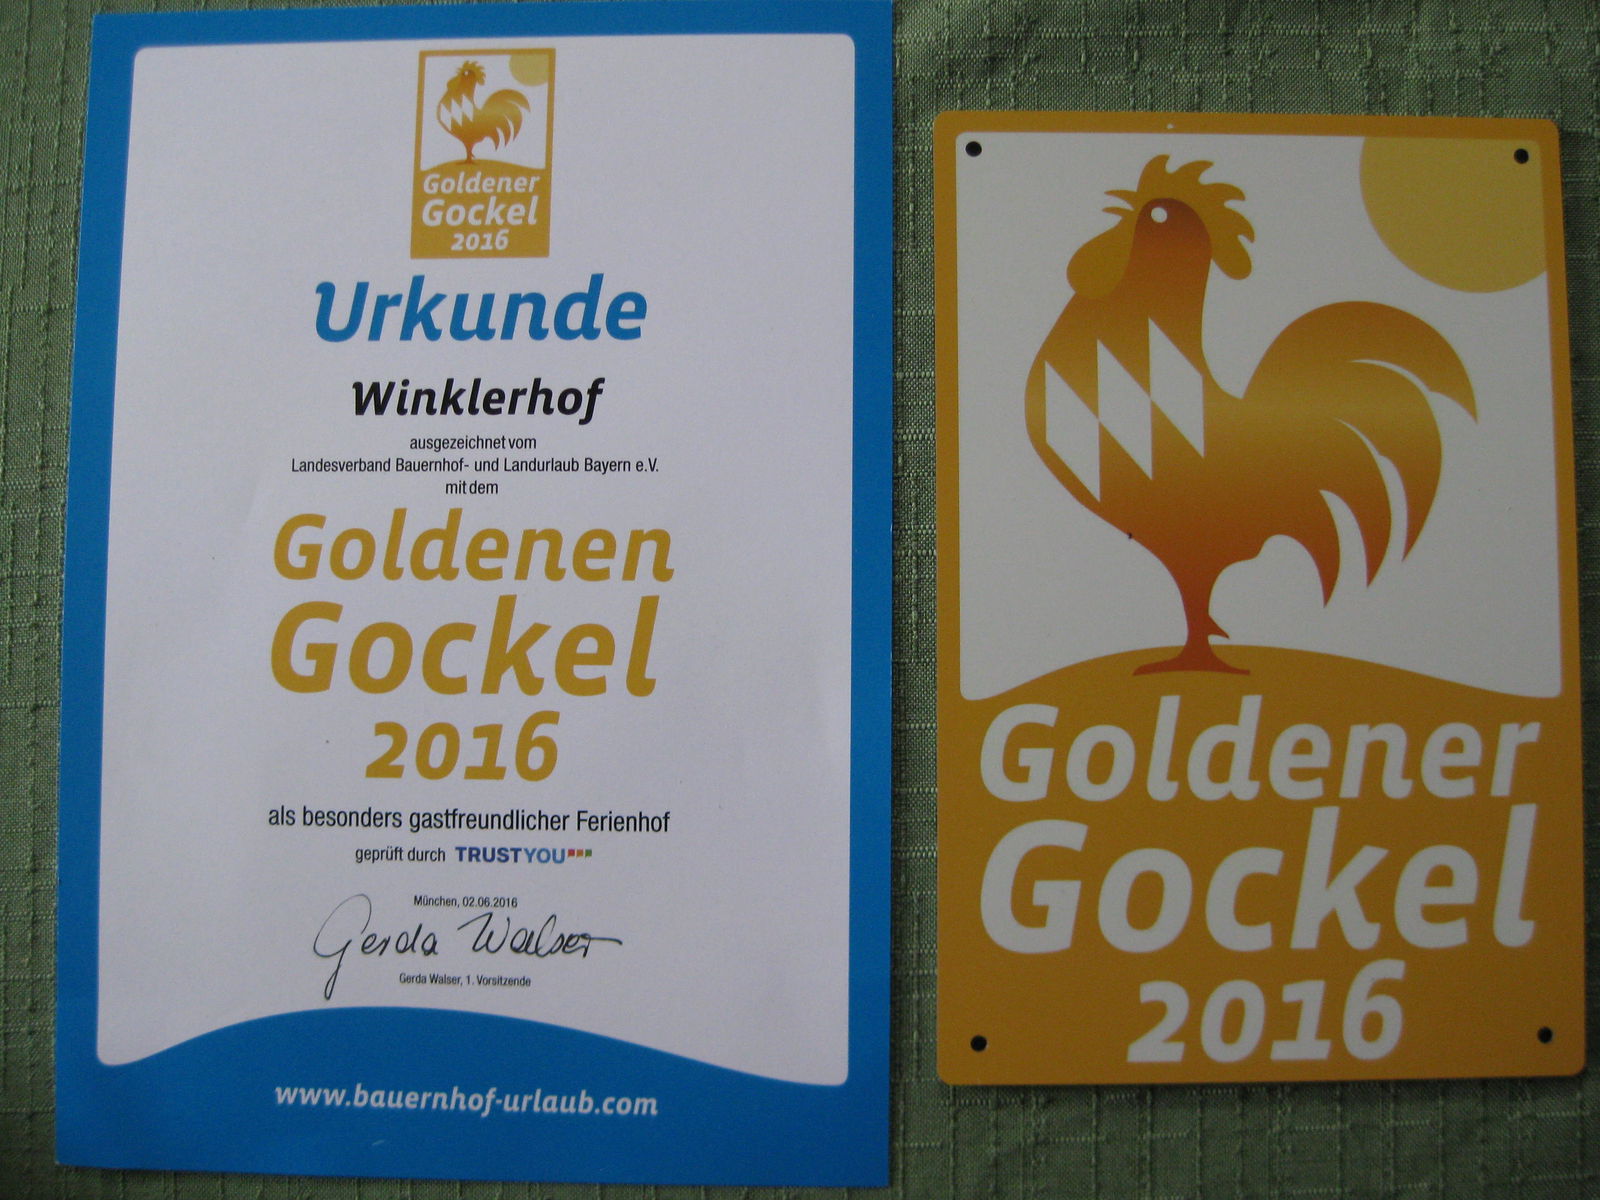 Goldener
Gockel
2016
Urkunde
Winklerhof
ausgezeichnet vom
Landesverband Bauernhof- und Landurlaub Bayern e.V.
mit dem
Goldenen
Gockel
2016
als besonders gastfreundlicher Ferienhof
geprüft durch TRUSTYOU
München, 02.06.2016
Gerda Walser
Gerda Walser, 1. Vorsitzende
www.bauernhof-urlaub.com
Goldener
Gockel
2016